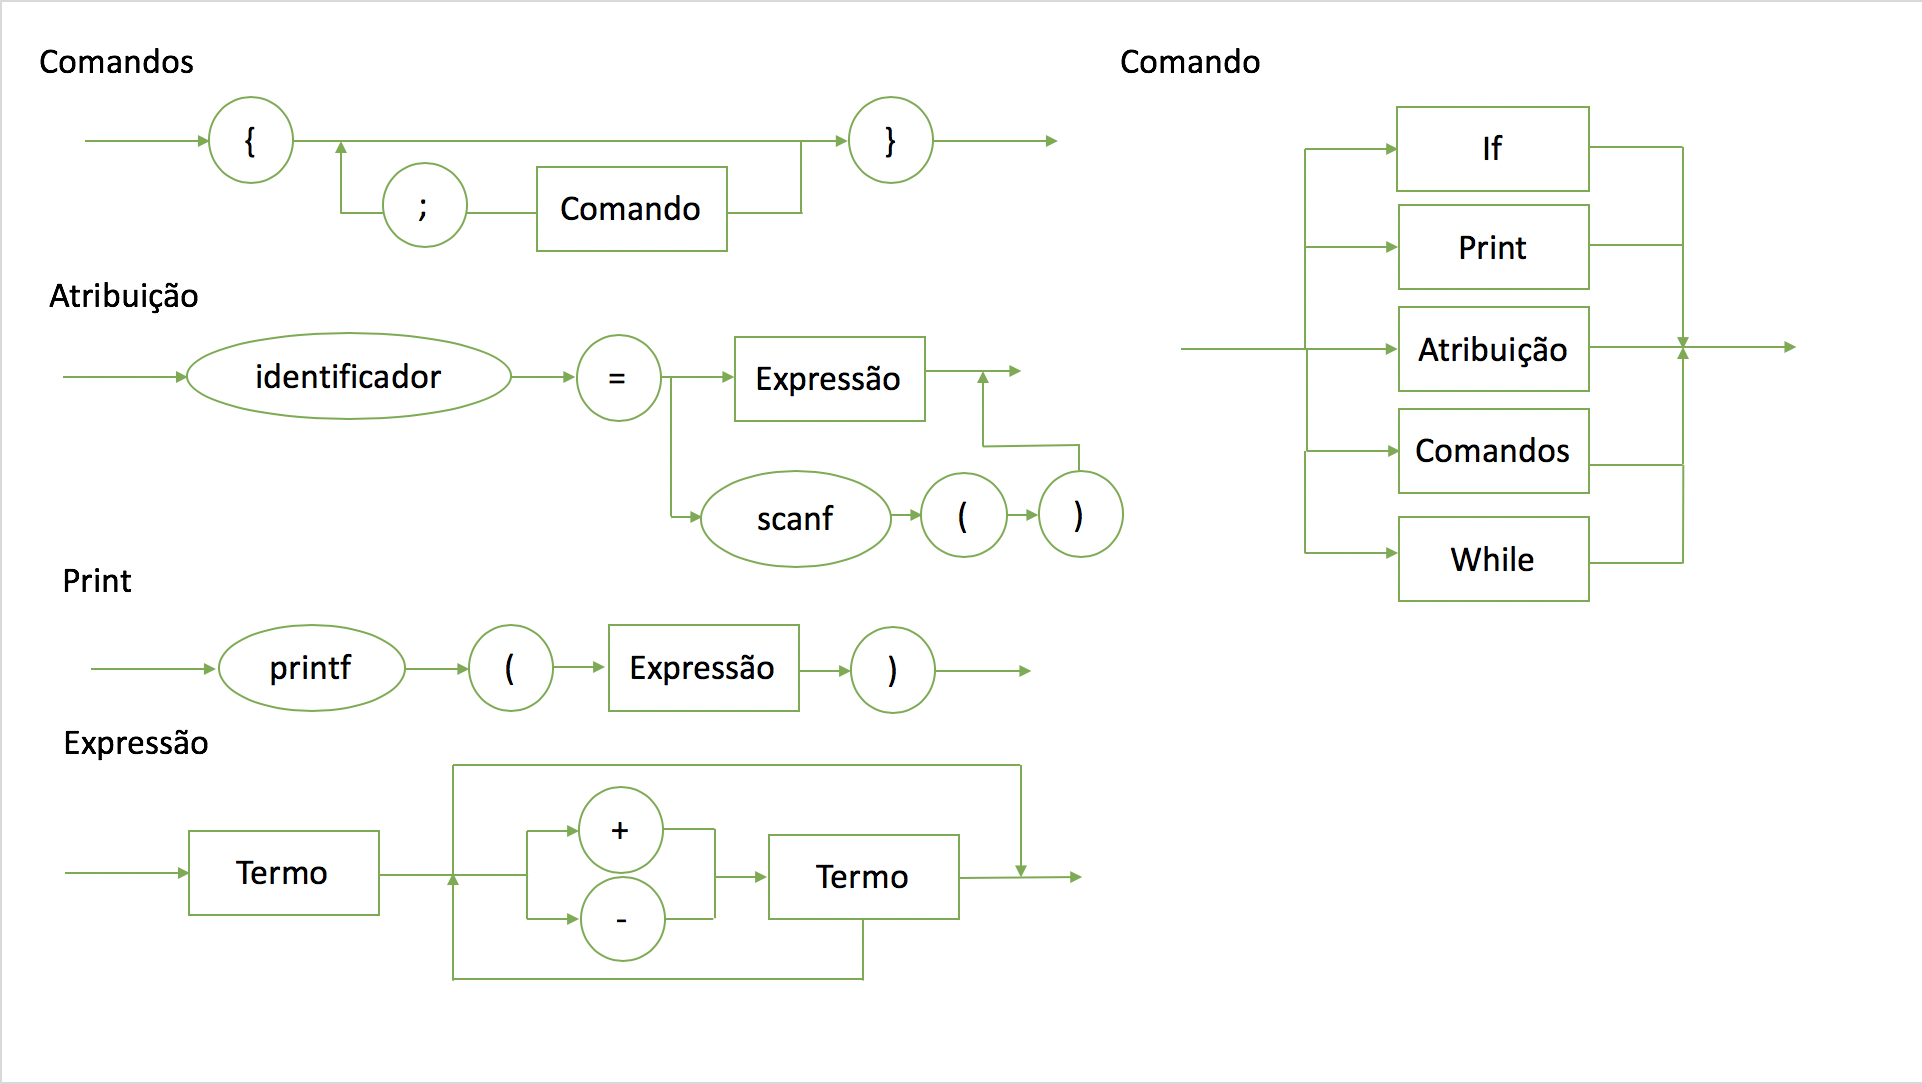 Comandos
{
}
;
Comando
Atribuição
identificador
=
Expressão
scanf
(
)
Print
printf
(
Expressão
)
Expressão
Termo
+
-
Termo
Comando
If
Print
Atribuição
Comandos
While